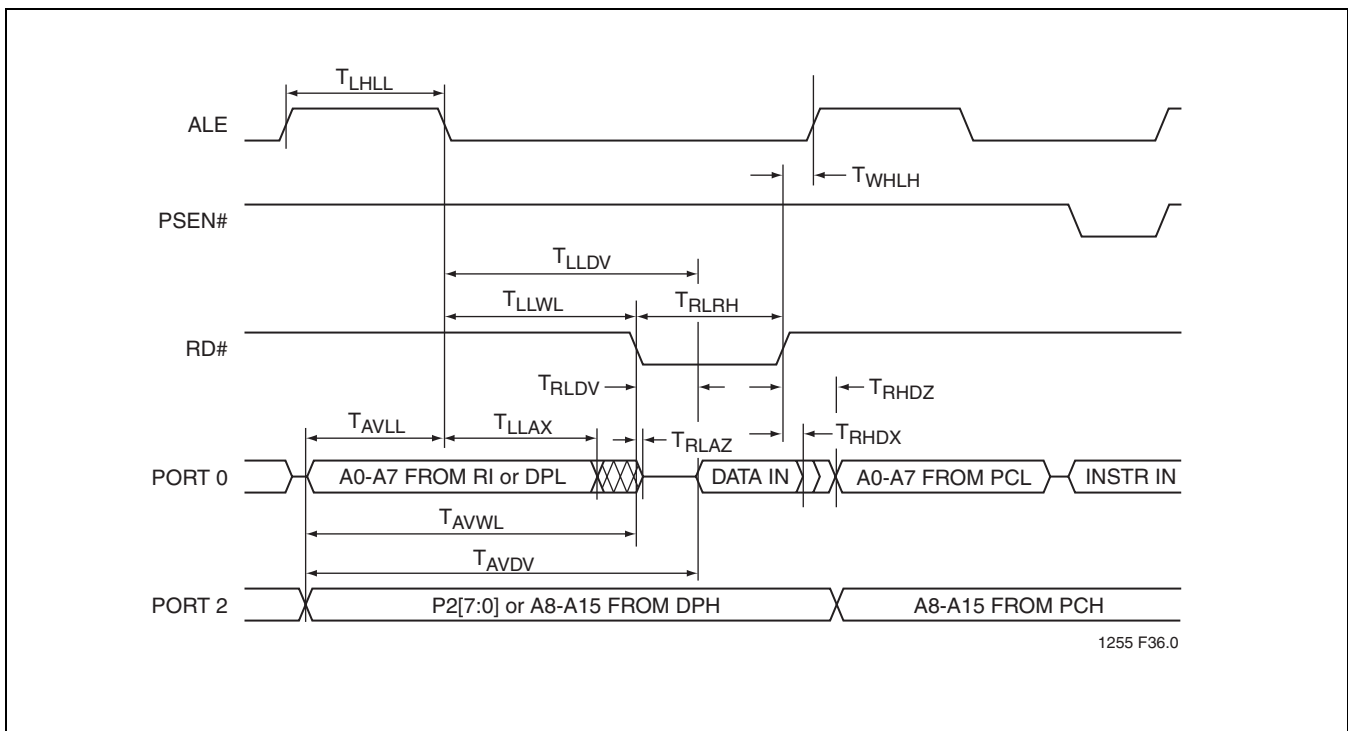 TLHLL
ALE
TWHLH
PSEN#
TLLDV
TLLWL
TRLRH
RD#
TRLDV
TRHDZ
TAVLL
TLLAX
TRLAZ
TRHDX
PORT 0
A0-A7 FROM RI or DPL
DATA IN
A0-A7 FROM PCL
INSTR IN
TAVWL
TAVDV
PORT 2
P2[7:0] or A8-A15 FROM DPH
A8-A15 FROM PCH
1255 F36.0